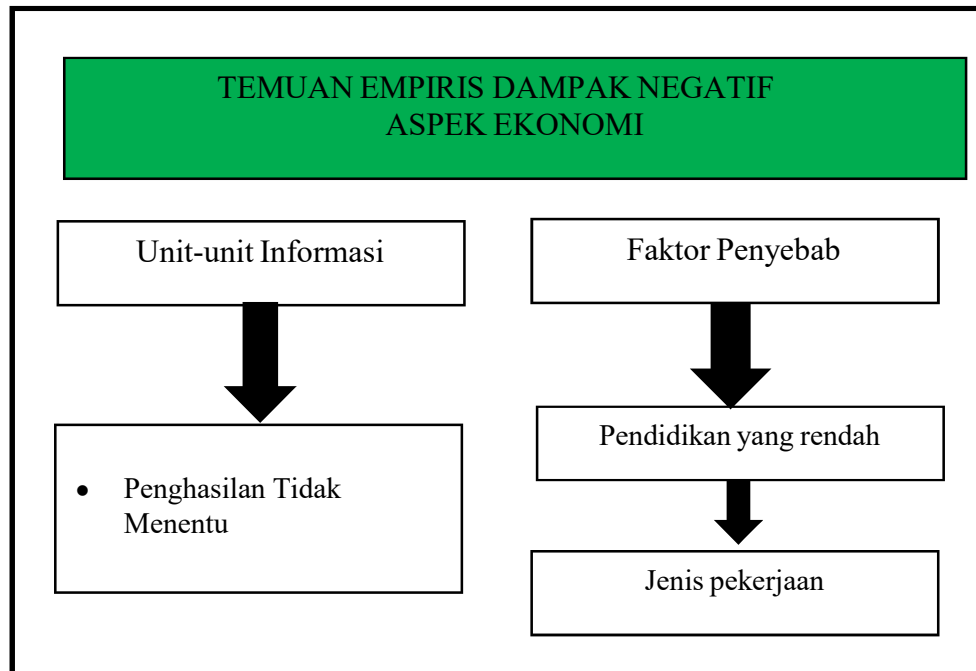 TEMUAN EMPIRIS DAMPAK NEGATIF
ASPEK EKONOMI
Unit-unit Informasi
Faktor Penyebab
Pendidikan yang rendah
• Penghasilan Tidak
Menentu
Jenis pekerjaan